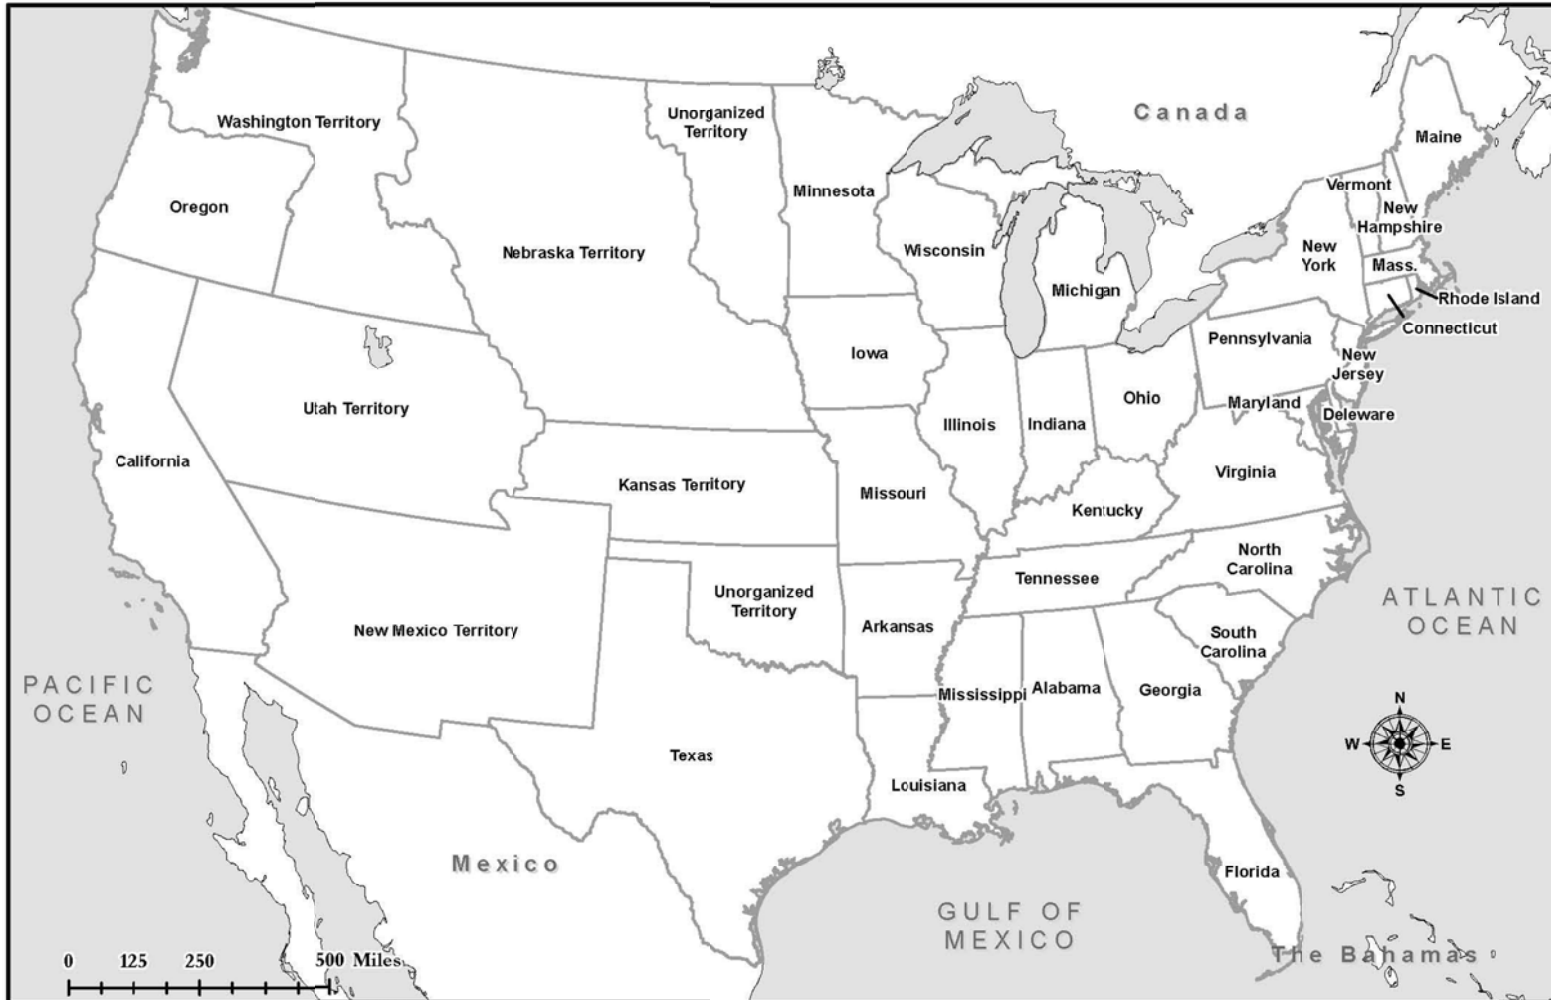 Canada
Washington Territory
Unorganized
Territory
Maine
Oregon
Minnesota
Vermont
New
Hampshire
Nebraska Territory
Wisconsin
New
York
Mass.
Michigan
Rhode Island
Connecticut
Iowa
Pennsylvania
New
Jersey
Utah Territory
Ohio
Maryland
Deleware
Illinois
Indiana
California
Kansas Territory
Missouri
Virginia
Kentucky
North
Carolina
Tennessee
Unorganized
Territory
New Mexico Territory
Arkansas
South
Carolina
ATLANTIC
OCEAN
PACIFIC
OCEAN
Mississippi
Alabama
Georgia
N
W
E
S
Texas
Louisiana
Mexico
Florida
GULF OF
MEXICO
The Bahamas
0 125 250 500 Miles